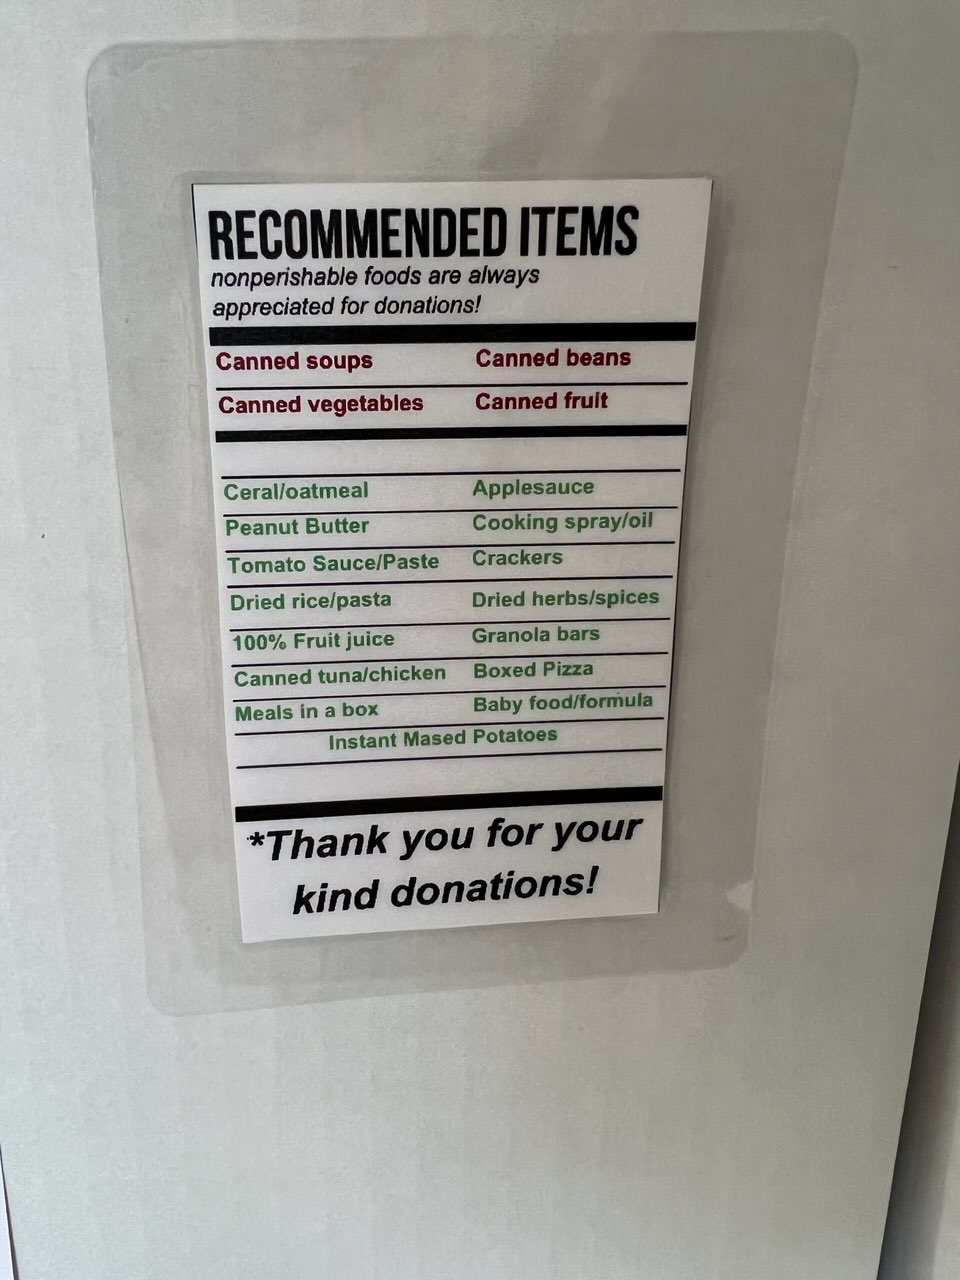 RECOMMENDED ITEMS
nonperishable foods are always
appreciated for donations!
Canned soups Canned beans
Canned vegetables Canned fruit
Ceral/oatmeal Applesauce
Peanut Butter Cooking spray/oil
Tomato Sauce/Paste Crackers
Dried rice/pasta Dried herbs/spices
100% Fruit juice Granola bars
Canned tuna/chicken Boxed Pizza
Meals in a box Baby food/formula
Instant Mased Potatoes
*Thank you for your
kind donations!